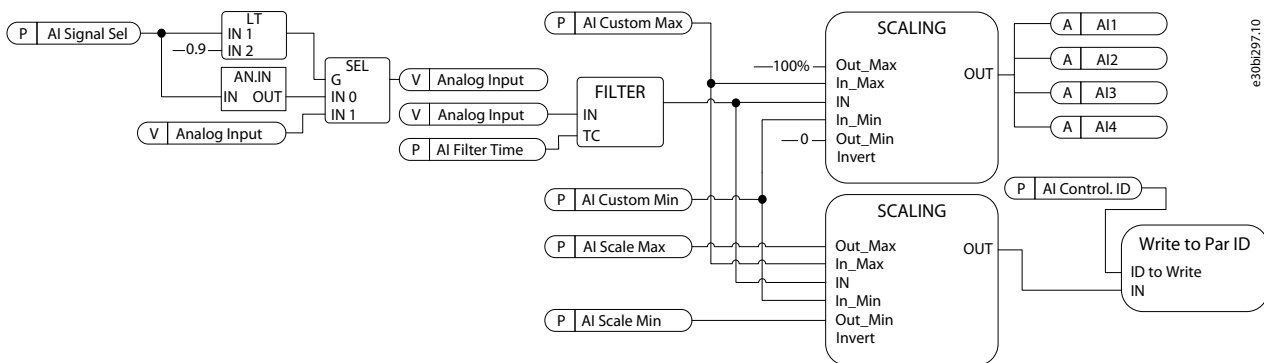 P AI Signal Sel
LT
IN 1
0.9 IN 2
AN.IN
IN OUT
SEL
G
IN 0
IN 1
V Analog Input
V Analog Input
V Analog Input
P AI Filter Time
FILTER
IN
TC
P AI Custom Max
P AI Custom Min
P AI Scale Max
P AI Scale Min
SCALING
100% Out_Max
In_Max
IN
In_Min
0 Out_Min
Invert
OUT
A AI1
A AI2
A AI3
A AI4
SCALING
Out_Max
In_Max
IN
In_Min
Out_Min
Invert
OUT
P AI Control. ID
Write to Par ID
ID to Write
IN
e30bi297.10